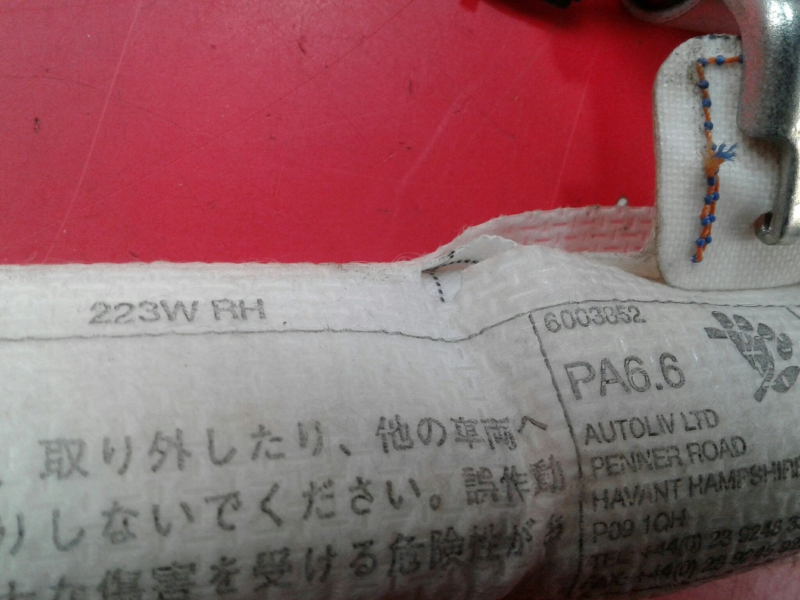 223W RH
6003852
PA6.6
AUTOLIV LTD
PENNER ROAD
HAVANT HAMPSHIRE
P09 1QH
、取り外したり、他の車両へ
りしないでください。誤作動
大な傷害を受ける危険性があ